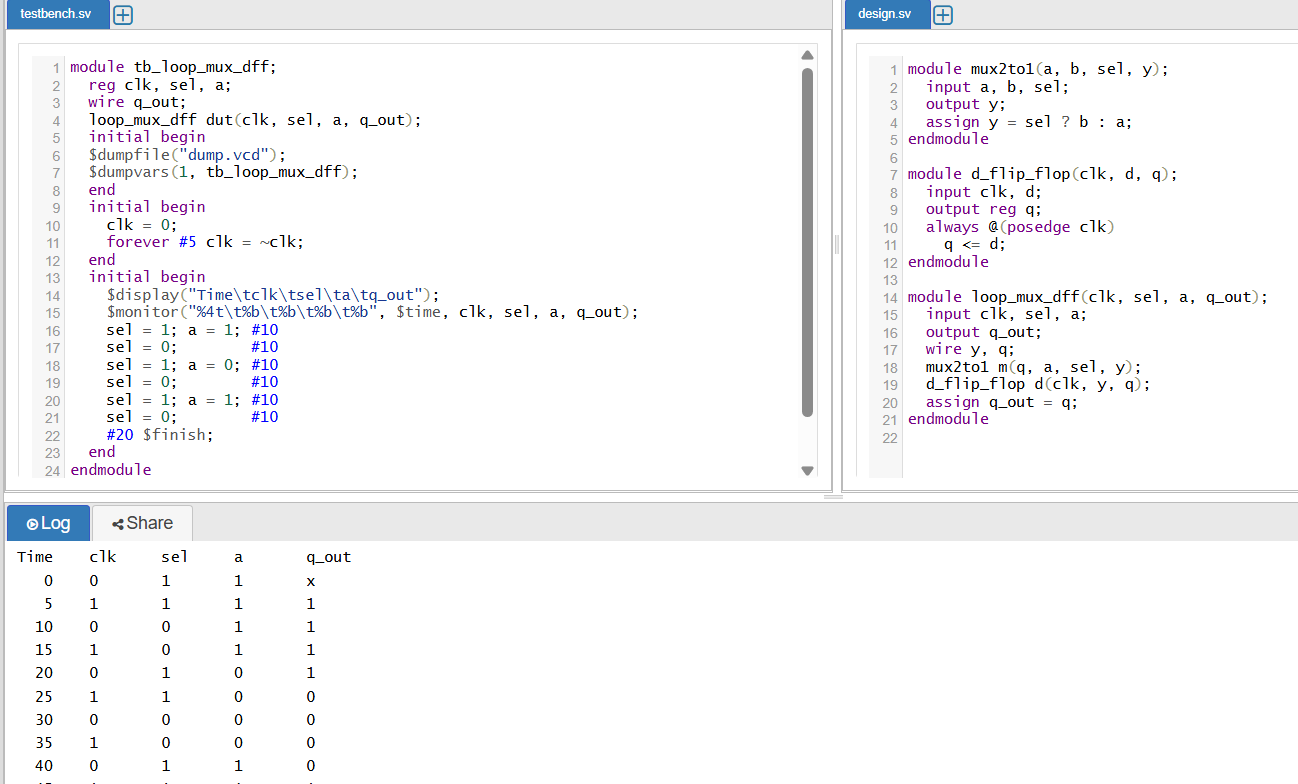 testbench.sv
1 module tb_loop_mux_dff;
2 reg clk, sel, a;
3 wire q_out;
4 loop_mux_dff dut(clk, sel, a, q_out);
5 initial begin
6 $dumpfile("dump.vcd");
7 $dumpvars(1, tb_loop_mux_dff);
8 end
9 initial begin
10 clk = 0;
11 forever #5 clk = ~clk;
12 end
13 initial begin
14 $display("Time\tclk\tsel\ta\tq_out");
15 $monitor("%4t\t%b\t%b\t%b\t%b", $time, clk, sel, a, q_out);
16 sel = 1; a = 1; #10
17 sel = 0; #10
18 sel = 1; a = 0; #10
19 sel = 0; #10
20 sel = 1; a = 1; #10
21 sel = 0; #10
22 #20 $finish;
23 end
24 endmodule
design.sv
1 module mux2to1(a, b, sel, y);
2 input a, b, sel;
3 output y;
4 assign y = sel ? b : a;
5 endmodule
6
7 module d_flip_flop(clk, d, q);
8 input clk, d;
9 output reg q;
10 always @(posedge clk)
11 q <= d;
12 endmodule
13
14 module loop_mux_dff(clk, sel, a, q_out);
15 input clk, sel, a;
16 output q_out;
17 wire y, q;
18 mux2to1 m(q, a, sel, y);
19 d_flip_flop d(clk, y, q);
20 assign q_out = q;
21 endmodule
22
Log Share
Time clk sel a q_out
0 0 1 1 x
5 1 1 1 1
10 0 0 1 1
15 1 0 1 1
20 0 1 0 1
25 1 1 0 0
30 0 0 0 0
35 1 0 0 0
40 0 1 1 0